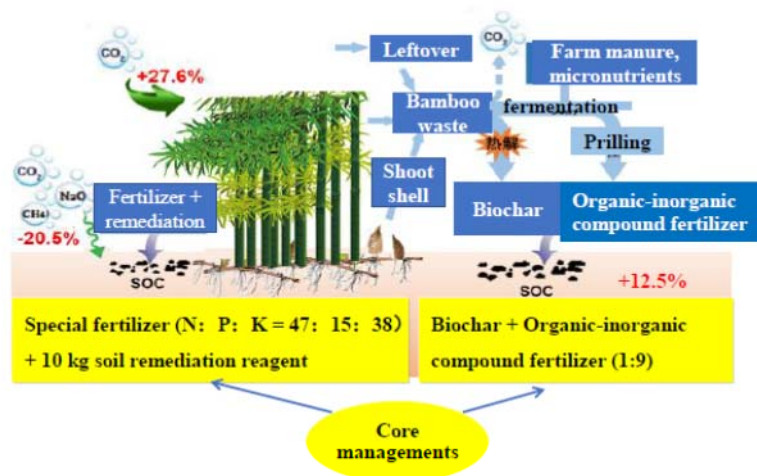 CO2
+27.6%
Leftover
CO2
Farm manure,
micronutrients
Bamboo
waste
fermentation
热解
Prilling
CO2
NaO
CH4)
-20.5%
Fertilizer +
remediation
Shoot
shell
Biochar
Organic-inorganic
compound fertilizer
SOC
SOC
+12.5%
Special fertilizer (N: P: K = 47: 15: 38)
+ 10 kg soil remediation reagent
Biochar + Organic-inorganic
compound fertilizer (1:9)
Core
managements